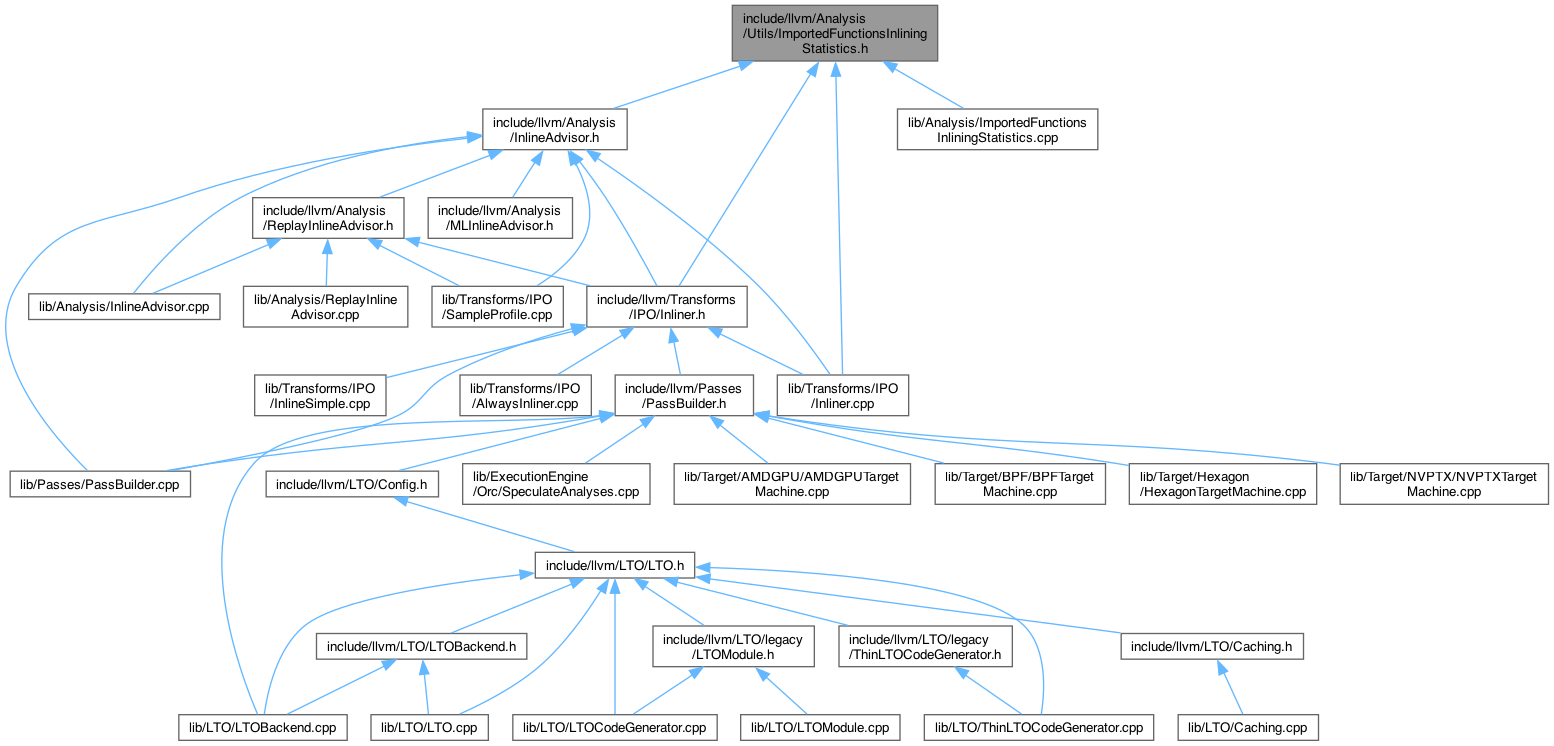 include/llvm/Analysis
/Utils/ImportedFunctionsInlining
Statistics.h
include/llvm/Analysis
/InlineAdvisor.h
lib/Analysis/ImportedFunctions
InliningStatistics.cpp
include/llvm/Analysis
/ReplayInlineAdvisor.h
include/llvm/Analysis
/MLInlineAdvisor.h
lib/Analysis/InlineAdvisor.cpp
lib/Analysis/ReplayInline
Advisor.cpp
lib/Transforms/IPO
/SampleProfile.cpp
include/llvm/Transforms
/IPO/Inliner.h
lib/Transforms/IPO
/InlineSimple.cpp
lib/Transforms/IPO
/AlwaysInliner.cpp
include/llvm/Passes
/PassBuilder.h
lib/Transforms/IPO
/Inliner.cpp
lib/Passes/PassBuilder.cpp
include/llvm/LTO/Config.h
lib/ExecutionEngine
/Orc/SpeculateAnalyses.cpp
lib/Target/AMDGPU/AMDGPUTarget
Machine.cpp
lib/Target/BPF/BPFTarget
Machine.cpp
lib/Target/Hexagon
/HexagonTargetMachine.cpp
lib/Target/NVPTX/NVPTXTarget
Machine.cpp
include/llvm/LTO/LTO.h
include/llvm/LTO/LTOBackend.h
include/llvm/LTO/legacy
/LTOModule.h
include/llvm/LTO/legacy
/ThinLTOCodeGenerator.h
include/llvm/LTO/Caching.h
lib/LTO/LTOBackend.cpp
lib/LTO/LTO.cpp
lib/LTO/LTOCodeGenerator.cpp
lib/LTO/LTOModule.cpp
lib/LTO/ThinLTOCodeGenerator.cpp
lib/LTO/Caching.cpp